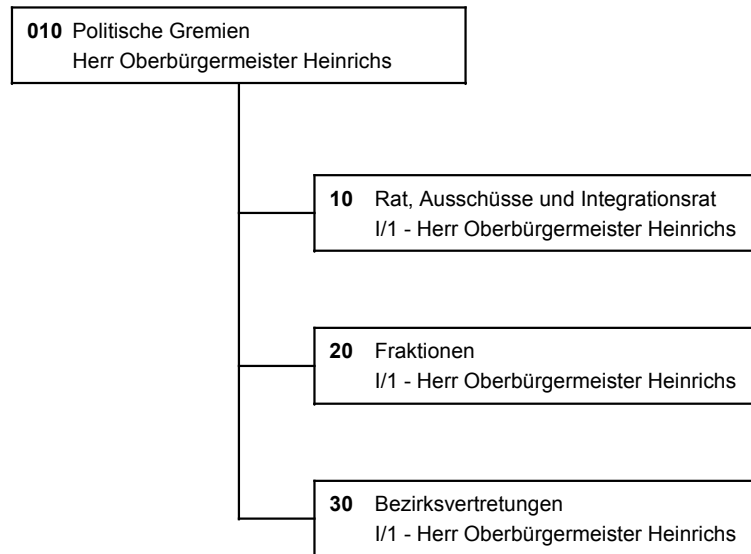 010 Politische Gremien
Herr Oberbürgermeister Heinrichs
10 Rat, Ausschüsse und Integrationsrat
I/1 - Herr Oberbürgermeister Heinrichs
20 Fraktionen
I/1 - Herr Oberbürgermeister Heinrichs
30 Bezirksvertretungen
I/1 - Herr Oberbürgermeister Heinrichs